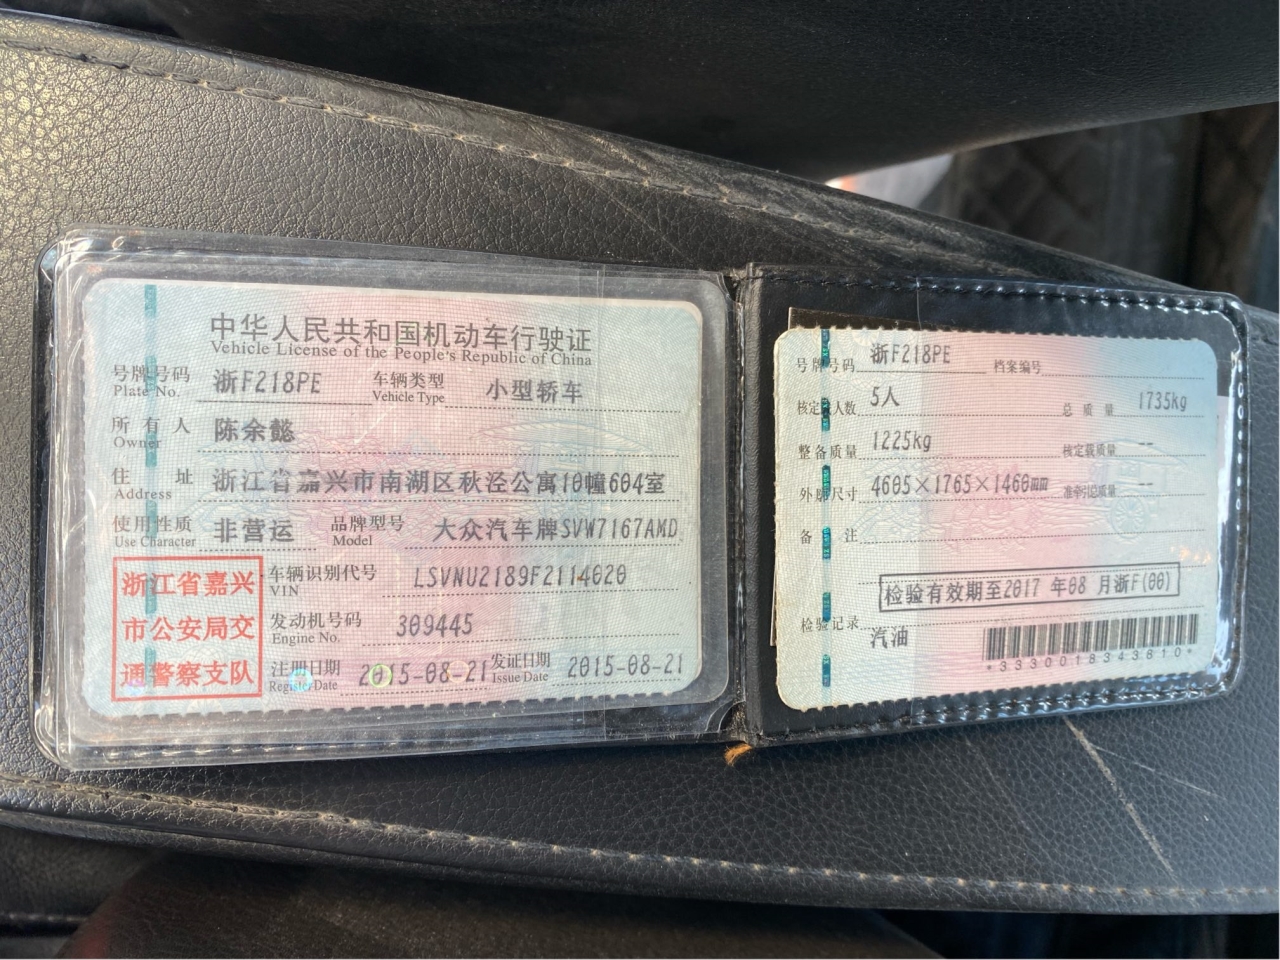 中华人民共和国机动车行驶证
Vehicle License of the People's Republic of China
号牌号码 浙F218PE 车辆类型 小型轿车
Plate No. Vehicle Type
所有人 陈余懿
Owner
住址 浙江省嘉兴市南湖区秋泾公寓10幢604室
Address
使用性质 非营运 品牌型号 大众汽车牌SVW7167AMD
Use Character Model
浙江省嘉兴
市公安局交
通警察支队
车辆识别代号 LSVNU2189F2114020
VIN
发动机号码 309445
Engine No.
注册日期 2015-08-21 发证日期 2015-08-21
Register Date Issue Date
号牌号码 浙F218PE 档案编号
核定载人数 5人 总质量 1735kg
整备质量 1225kg 核定载质量 --
外廓尺寸 4605×1765×1460mm 准牵引总质量 --
备注
检验有效期至2017年08月浙F(00)
检验记录
汽油
*3330018343810*